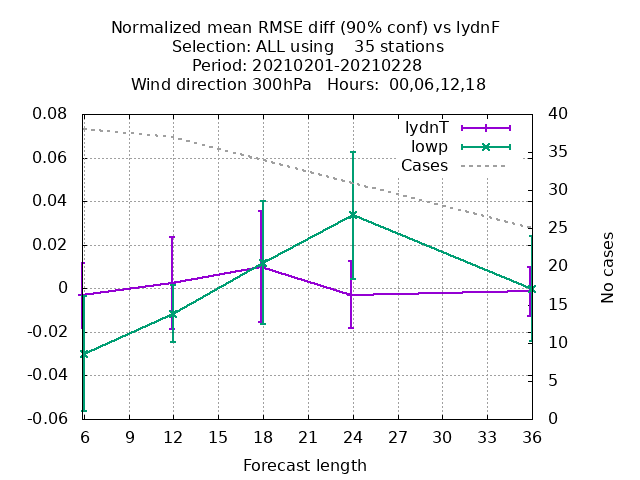 Normalized mean RMSE diff (90% conf) vs lydnF
Selection: ALL using    35 stations
Period: 20210201-20210228
Wind direction 300hPa   Hours:  00,06,12,18
lydnT
lowp
Cases
0.08
0.06
0.04
0.02
0
-0.02
-0.04
-0.06
40
35
30
25
20
15
10
5
0
No cases
6 9 12 15 18 21 24 27 30 33 36
Forecast length